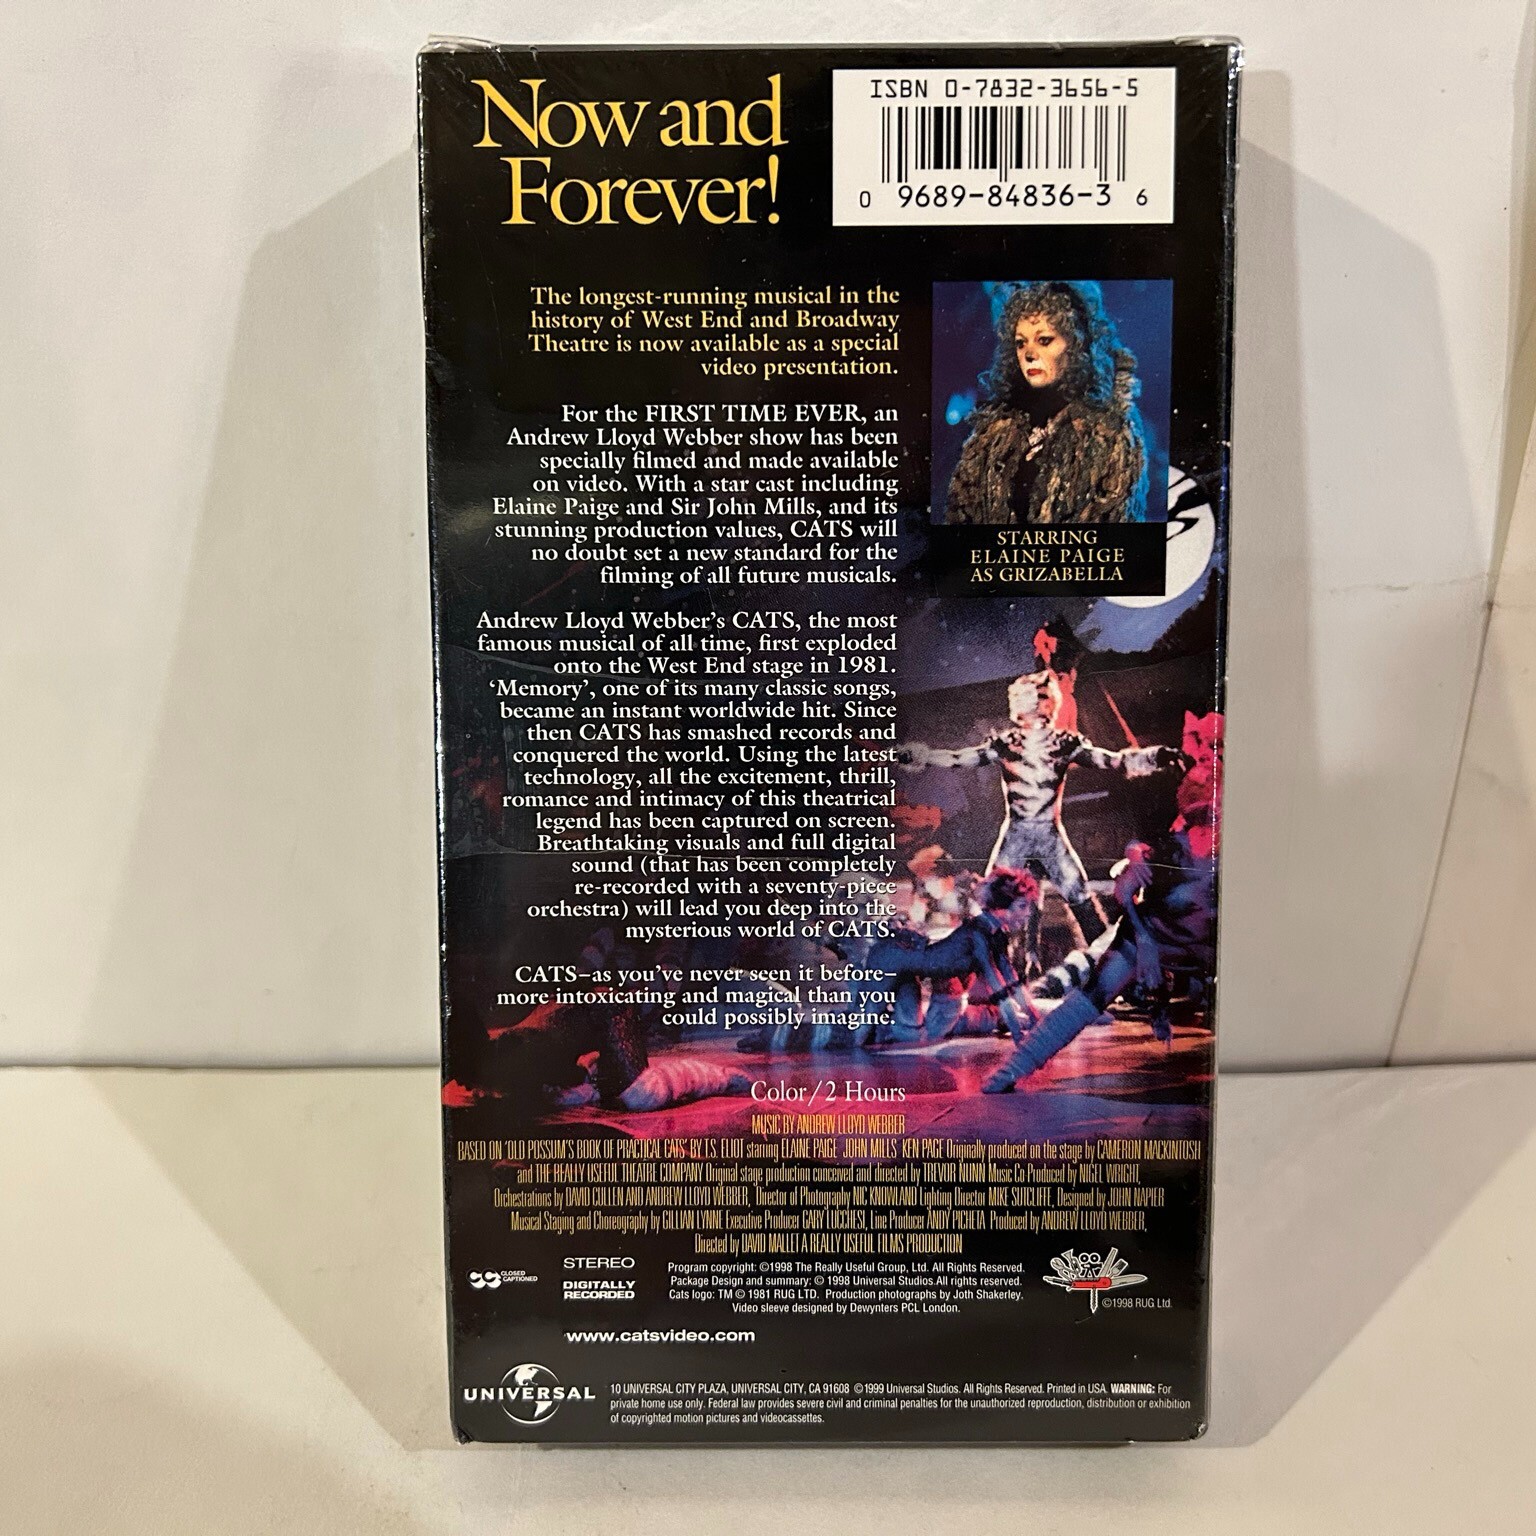 Now and
Forever!
ISBN 0-7832-3656-5
0 9689-84836-3 6
The longest-running musical in the
history of West End and Broadway
Theatre is now available as a special
video presentation.
For the FIRST TIME EVER, an
Andrew Lloyd Webber show has been
specially filmed and made available
on video. With a star cast including
Elaine Paige and Sir John Mills, and its
stunning production values, CATS will
no doubt set a new standard for the
filming of all future musicals.
STARRING
ELAINE PAIGE
AS GRIZABELLA
Andrew Lloyd Webber's CATS, the most
famous musical of all time, first exploded
onto the West End stage in 1981.
'Memory', one of its many classic songs,
became an instant worldwide hit. Since
then CATS has smashed records and
conquered the world. Using the latest
technology, all the excitement, thrill,
romance and intimacy of this theatrical
legend has been captured on screen.
Breathtaking visuals and full digital
sound (that has been completely
re-recorded with a seventy-piece
orchestra) will lead you deep into the
mysterious world of CATS.
CATS–as you've never seen it before–
more intoxicating and magical than you
could possibly imagine.
Color/2 Hours
MUSIC BY ANDREW LLOYD WEBBER
BASED ON 'OLD POSSUM'S BOOK OF PRACTICAL CATS' BY T.S. ELIOT starring ELAINE PAIGE JOHN MILLS KEN PAGE Originally produced on the stage by CAMERON MACKINTOSH
and THE REALLY USEFUL THEATRE COMPANY Original stage production conceived and directed by TREVOR NUNN Music Co Produced by NIGEL WRIGHT,
Orchestrations by DAVID CULLEN AND ANDREW LLOYD WEBBER, Director of Photography NIC KNOWLAND Lighting Director MIKE SUTCLIFFE, Designed by JOHN NAPIER
Musical Staging and Choreography by GILLIAN LYNNE Executive Producer GARY LUCCHESI, Line Producer ANDY PICHETA Produced by ANDREW LLOYD WEBBER,
Directed by DAVID MALLET A REALLY USEFUL FILMS PRODUCTION
CC CLOSED
CAPTIONED
STEREO
DIGITALLY
RECORDED
Program copyright: ©1998 The Really Useful Group, Ltd. All Rights Reserved.
Package Design and summary: © 1998 Universal Studios.All rights reserved.
Cats logo: TM © 1981 RUG LTD. Production photographs by Joth Shakerley.
Video sleeve designed by Dewynters PCL London.
©1998 RUG Ltd.
www.catsvideo.com
UNIVERSAL
10 UNIVERSAL CITY PLAZA, UNIVERSAL CITY, CA 91608 ©1999 Universal Studios. All Rights Reserved. Printed in USA. WARNING: For
private home use only. Federal law provides severe civil and criminal penalties for the unauthorized reproduction, distribution or exhibition
of copyrighted motion pictures and videocassettes.